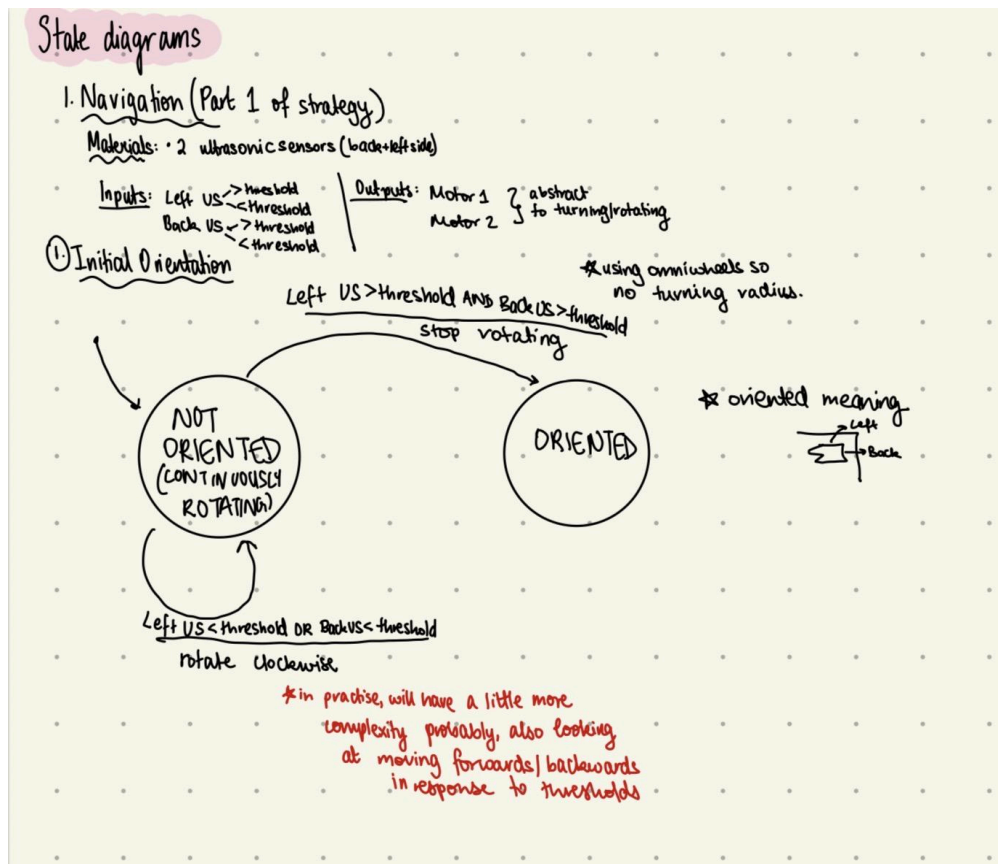 State diagrams
1. Navigation (Part 1 of strategy)
Materials: • 2 ultrasonic sensors (back+left side)
Inputs: Left US > threshold
< threshold
Back US > threshold
< threshold
Outputs: Motor 1
Motor 2
} abstract
to turning/rotating
① Initial Orientation
* using omniwheels so
no turning radius.
Left US > threshold AND Back US > threshold
stop rotating
NOT
ORIENTED
(CONTINUOUSLY
ROTATING)
ORIENTED
* oriented meaning
Left
Back
Left US < threshold OR Back US < threshold
rotate clockwise
* in practise, will have a little more
complexity probably, also looking
at moving forwards/backwards
in response to thresholds